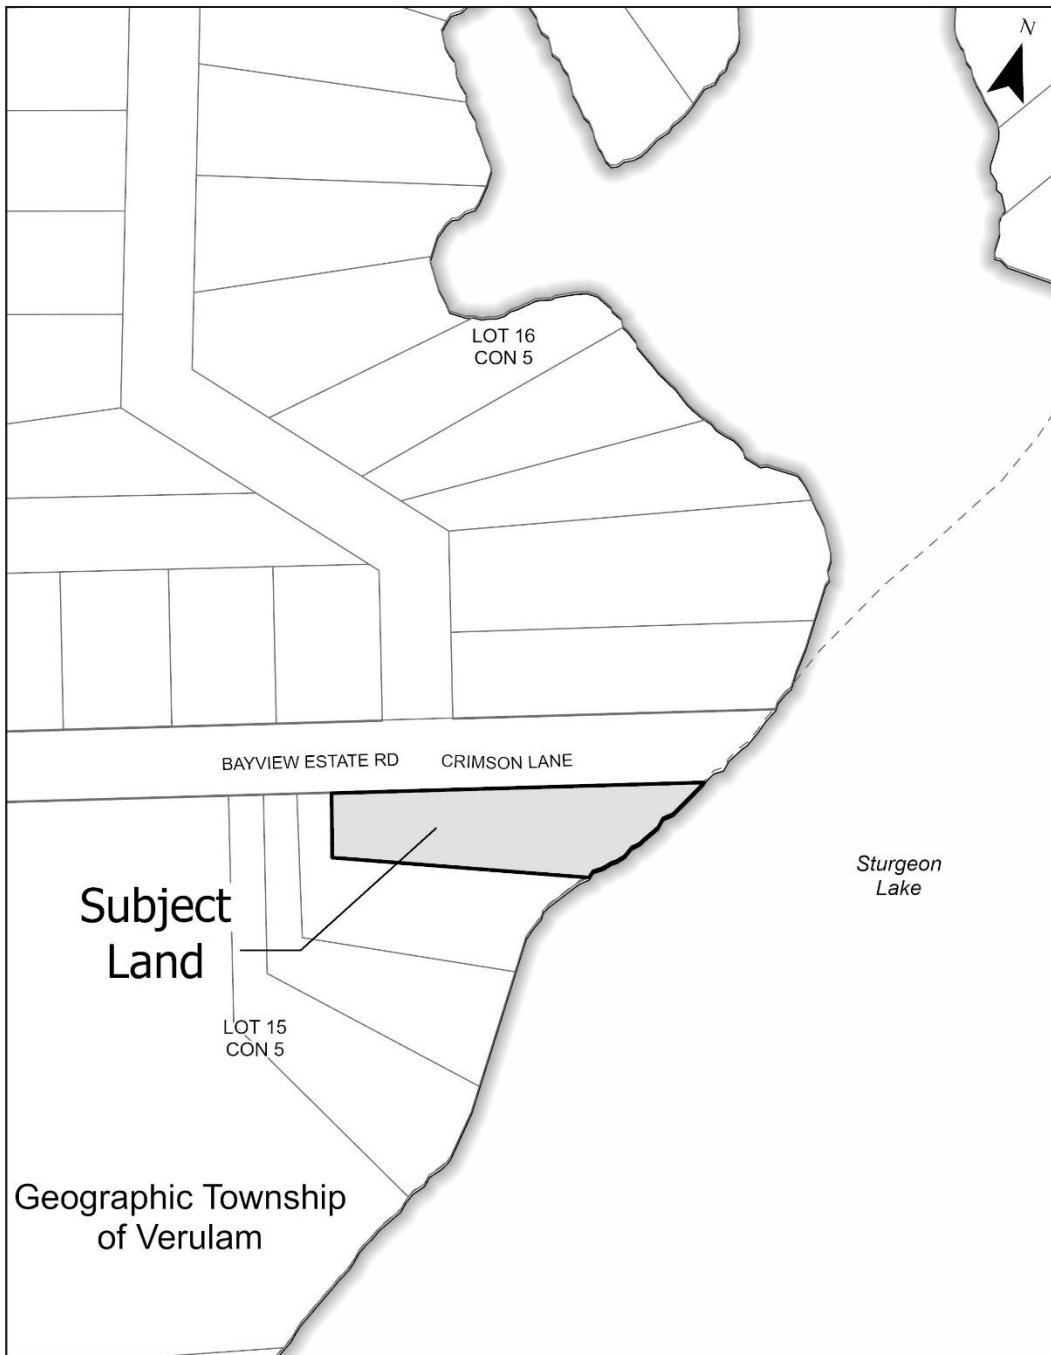 N
LOT 16
CON 5
BAYVIEW ESTATE RD
CRIMSON LANE
Sturgeon
Lake
Subject
Land
LOT 15
CON 5
Geographic Township
of Verulam